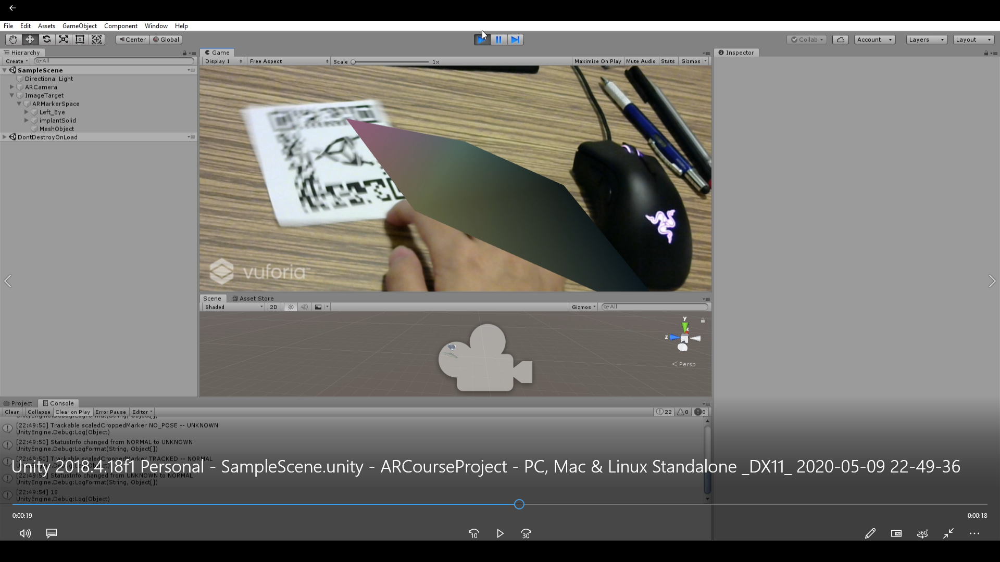 File Edit Assets GameObject Component Window Help
Center Global Collab Account Layers Layout
Hierarchy
Create All
SampleScene
Directional Light
ARCamera
ImageTarget
ARMarkerSpace
Left_Eye
implantSolid
MeshObject
DontDestroyOnLoad
Game
Display 1 Free Aspect Scale 1x Maximize On Play Mute Audio Stats Gizmos
vuforia
Scene Asset Store
Shaded 2D Gizmos All
y
z
Persp
Inspector
Project Console
Clear Collapse Clear on Play Error Pause Editor 22 0 0
UnityEngine.Debug:LogFormat(String, Object[])
[22:49:50] Trackable scaledCroppedMarker NO_POSE -- UNKNOWN
UnityEngine.Debug:Log(Object)
[22:49:50] StatusInfo changed from NORMAL to UNKNOWN
UnityEngine.Debug:LogFormat(String, Object[])
[22:49:50] Trackable scaledCroppedMarker TRACKED -- NORMAL
Unity 2018.4.18f1 Personal - SampleScene.unity - ARCourseProject - PC, Mac & Linux Standalone _DX11_ 2020-05-09 22-49-36
StatusInfo changed from UNKNOWN to NORMAL
UnityEngine.Debug:LogFormat(String, Object[])
[22:49:54] 18
UnityEngine.Debug:Log(Object)
0:00:19 0:00:18
10 30 360°